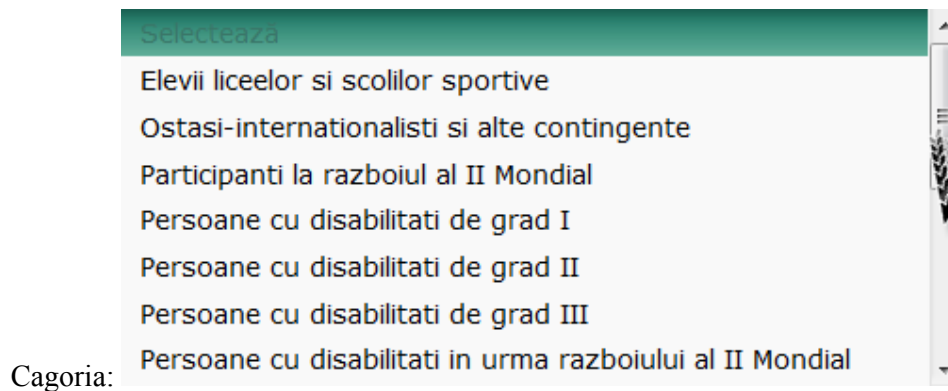 Selectează
Elevii liceelor si scolilor sportive
Ostasi-internationalisti si alte contingente
Participanti la razboiul al II Mondial
Persoane cu disabilitati de grad I
Persoane cu disabilitati de grad II
Persoane cu disabilitati de grad III
Persoane cu disabilitati in urma razboiului al II Mondial
Cagoria: